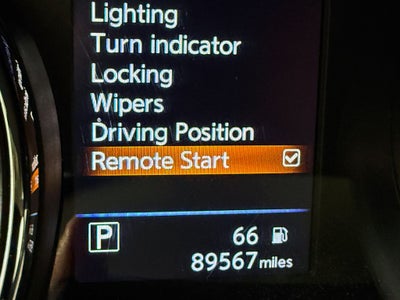 Lighting
Turn indicator
Locking
Wipers
Driving Position
Remote Start
P 66
89567 miles